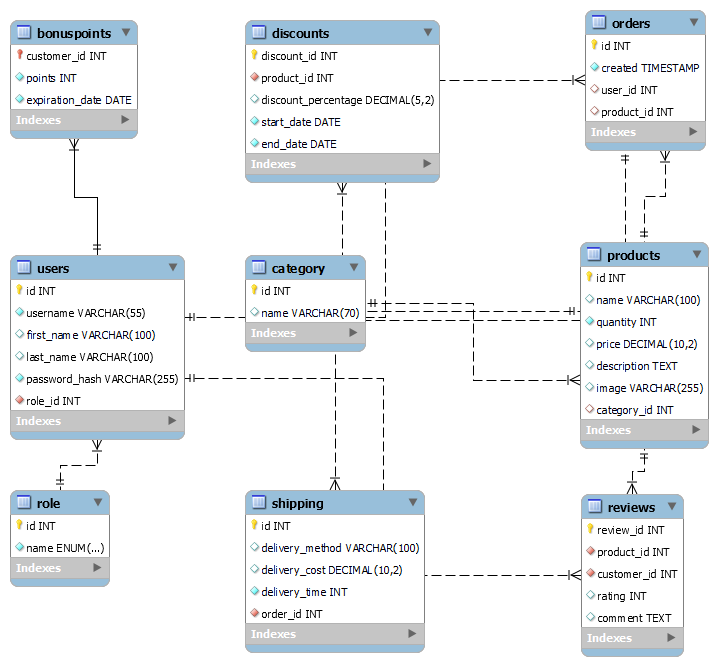 bonuspoints
customer_id INT
points INT
expiration_date DATE
Indexes
discounts
discount_id INT
product_id INT
discount_percentage DECIMAL(5,2)
start_date DATE
end_date DATE
Indexes
orders
id INT
created TIMESTAMP
user_id INT
product_id INT
Indexes
users
id INT
username VARCHAR(55)
first_name VARCHAR(100)
last_name VARCHAR(100)
password_hash VARCHAR(255)
role_id INT
Indexes
category
id INT
name VARCHAR(70)
Indexes
products
id INT
name VARCHAR(100)
quantity INT
price DECIMAL(10,2)
description TEXT
image VARCHAR(255)
category_id INT
Indexes
role
id INT
name ENUM(...)
Indexes
shipping
id INT
delivery_method VARCHAR(100)
delivery_cost DECIMAL(10,2)
delivery_time INT
order_id INT
Indexes
reviews
review_id INT
product_id INT
customer_id INT
rating INT
comment TEXT
Indexes